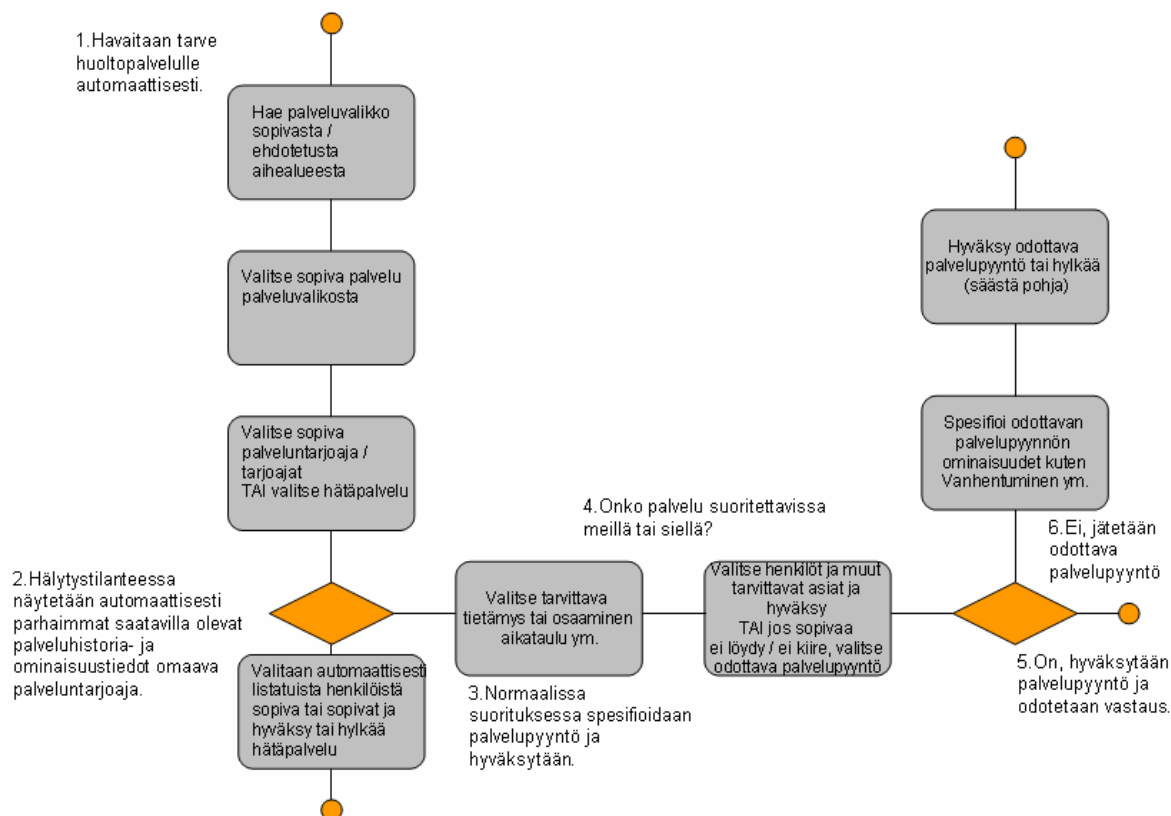 1.Havaitaan tarve
huoltopalvelulle
automaattisesti.
Hae palveluvalikko
sopivasta /
ehdotetusta
aihealueesta
Valitse sopiva palvelu
palveluvalikosta
Valitse sopiva
palveluntarjoaja /
tarjoajat
TAI valitse hätäpalvelu
2.Hälytystilanteessa
näytetään automaattisesti
parhaimmat saatavilla olevat
palveluhistoria- ja
ominaisuustiedot omaava
palveluntarjoaja.
Valitaan automaattisesti
listatuista henkilöistä
sopiva tai sopivat ja
hyväksy tai hylkää
hätäpalvelu
Valitse tarvittava
tietämys tai osaaminen
aikataulu ym.
3.Normaalissa
suorituksessa spesifioidaan
palvelupyyntö ja
hyväksytään.
4.Onko palvelu suoritettavissa
meillä tai siellä?
Valitse henkilöt ja muut
tarvittavat asiat ja
hyväksy
TAI jos sopivaa
ei löydy / ei kiire, valitse
odottava palvelupyyntö
Hyväksy odottava
palvelupyyntö tai hylkää
(säästä pohja)
Spesifioi odottavan
palvelupyynnön
ominaisuudet kuten
Vanhentuminen ym.
6.Ei, jätetään
odottava
palvelupyyntö
5.On, hyväksytään
palvelupyyntö ja
odotetaan vastaus.